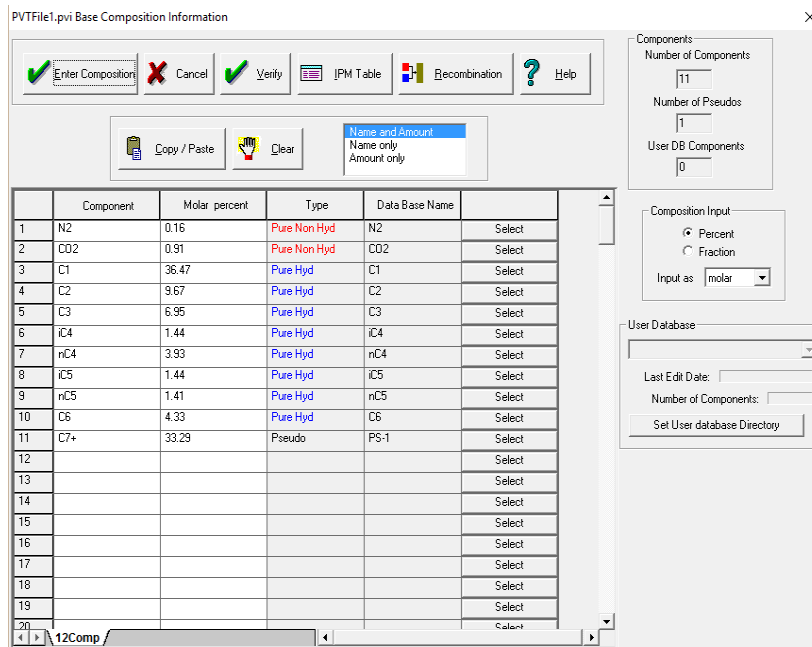 PVTFile1.pvi Base Composition Information
Enter Composition Cancel Verify IPM Table Recombination Help
Copy / Paste Clear
Name and Amount
Name only
Amount only
Component Molar percent Type Data Base Name
1 N2 0.16 Pure Non Hyd N2 Select
2 CO2 0.91 Pure Non Hyd CO2 Select
3 C1 36.47 Pure Hyd C1 Select
4 C2 9.67 Pure Hyd C2 Select
5 C3 6.95 Pure Hyd C3 Select
6 iC4 1.44 Pure Hyd iC4 Select
7 nC4 3.93 Pure Hyd nC4 Select
8 iC5 1.44 Pure Hyd iC5 Select
9 nC5 1.41 Pure Hyd nC5 Select
10 C6 4.33 Pure Hyd C6 Select
11 C7+ 33.29 Pseudo PS-1 Select
12 Select
13 Select
14 Select
15 Select
16 Select
17 Select
18 Select
19 Select
20 Select
12Comp
Components
Number of Components
11
Number of Pseudos
1
User DB Components
0
Composition Input
Percent
Fraction
Input as molar
User Database
Last Edit Date:
Number of Components:
Set User database Directory